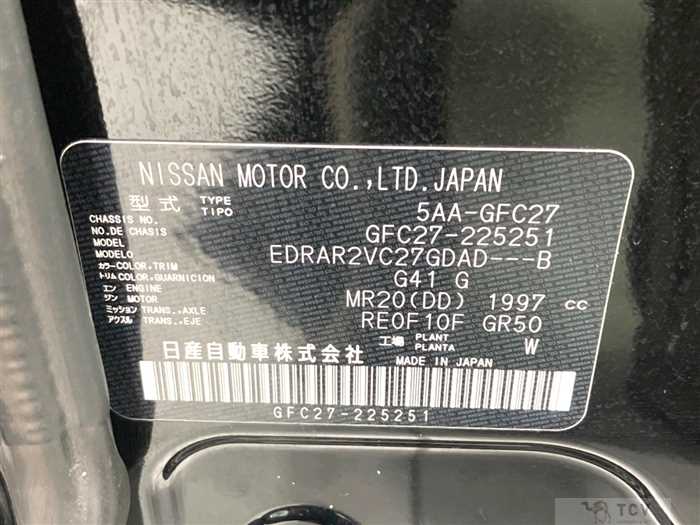 NISSAN MOTOR CO.,LTD.JAPAN
型式 TYPE TIPO 5AA-GFC27
CHASSIS NO. NO.DE CHASIS GFC27-225251
MODEL MODELO EDRAR2VC27GDAD---B
カラー COLOR,TRIM トリム COLOR,GUARNICION G41 G
エンジン ENGINE MOTOR MR20(DD) 1997 cc
ミッション TRANS.,AXLE アクスル TRANS.,EJE RE0F10F GR50
工場 PLANT PLANTA W
日産自動車株式会社 MADE IN JAPAN
GFC27-225251
TCV